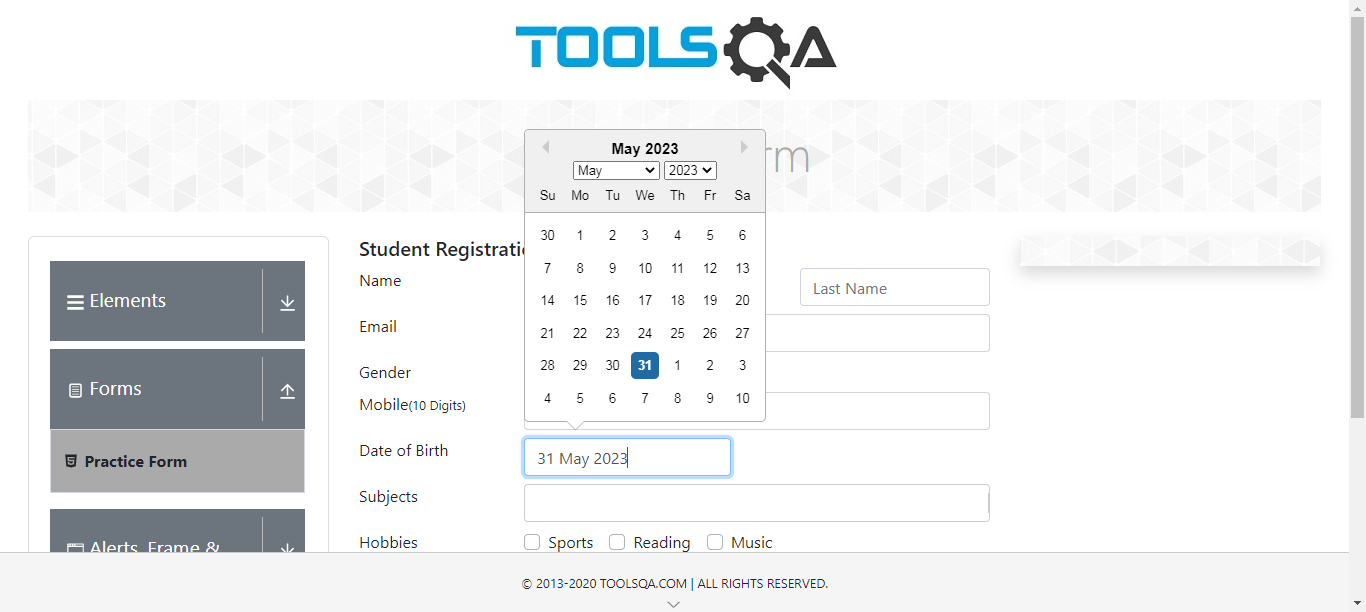 TOOLSQA
rm
May 2023
May 2023
Su Mo Tu We Th Fr Sa
30 1 2 3 4 5 6
7 8 9 10 11 12 13
14 15 16 17 18 19 20
21 22 23 24 25 26 27
28 29 30 31 1 2 3
4 5 6 7 8 9 10
Elements
Forms
Practice Form
Alerts, Frame &
Student Registrati
Name
Last Name
Email
Gender
Mobile(10 Digits)
Date of Birth
31 May 2023
Subjects
Hobbies
Sports Reading Music
© 2013-2020 TOOLSQA.COM | ALL RIGHTS RESERVED.